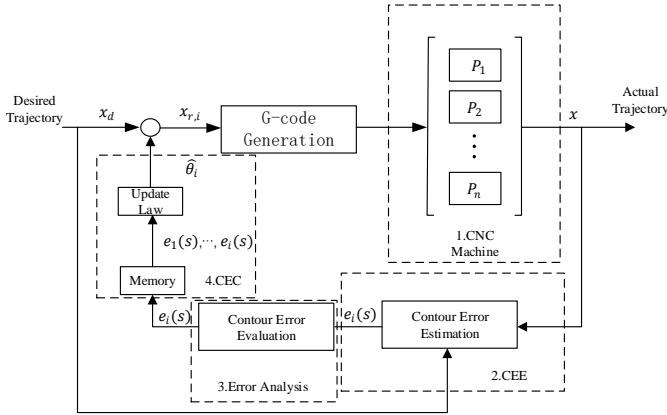 Desired
Trajectory
x_d
x_{r,i}
G-code
Generation
P_1
P_2
⋮
P_n
1.CNC
Machine
x
Actual
Trajectory
\hat{θ}_i
Update
Law
e_1(s),⋯, e_i(s)
Memory
4.CEC
e_i(s)
Contour Error
Evaluation
3.Error Analysis
e_i(s)
Contour Error
Estimation
2.CEE